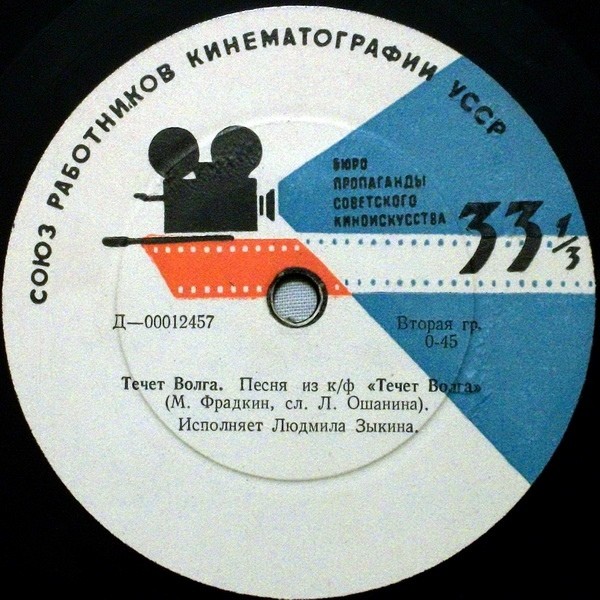 СОЮЗ РАБОТНИКОВ КИНЕМАТОГРАФИИ УССР
БЮРО
ПРОПАГАНДЫ
СОВЕТСКОГО
КИНОИСКУССТВА
33 1/3
Д—00012457
Вторая гр.
0-45
Течет Волга. Песня из к/ф «Течет Волга»
(М. Фрадкин, сл. Л. Ошанина).
Исполняет Людмила Зыкина.